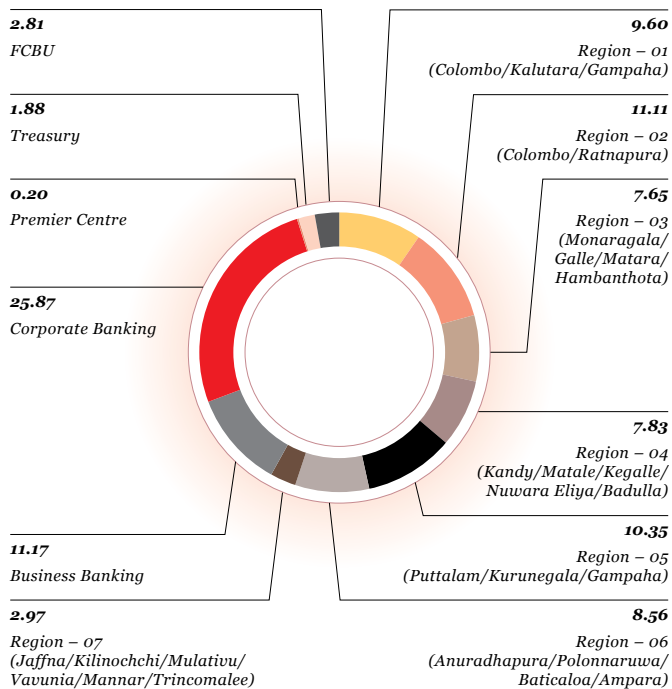 2.81
FCBU
1.88
Treasury
0.20
Premier Centre
25.87
Corporate Banking
11.17
Business Banking
2.97
Region – 07
(Jaffna/Kilinochchi/Mulativu/
Vavunia/Mannar/Trincomalee)
9.60
Region – 01
(Colombo/Kalutara/Gampaha)
11.11
Region – 02
(Colombo/Ratnapura)
7.65
Region – 03
(Monaragala/
Galle/Matara/
Hambanthota)
7.83
Region – 04
(Kandy/Matale/Kegalle/
Nuwara Eliya/Badulla)
10.35
Region – 05
(Puttalam/Kurunegala/Gampaha)
8.56
Region – 06
(Anuradhapura/Polonnaruwa/
Baticaloa/Ampara)